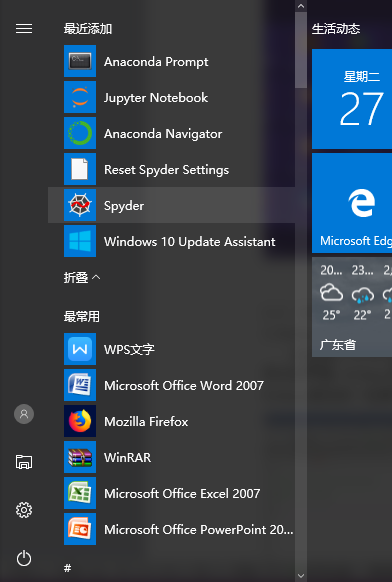 最近添加
Anaconda Prompt
Jupyter Notebook
Anaconda Navigator
Reset Spyder Settings
Spyder
Windows 10 Update Assistant
折叠
最常用
WPS文字
Microsoft Office Word 2007
Mozilla Firefox
WinRAR
Microsoft Office Excel 2007
Microsoft Office PowerPoint 20...
#
生活动态
星期二
27
Microsoft Edg
20... 23... 2
25° 22° 2
广东省